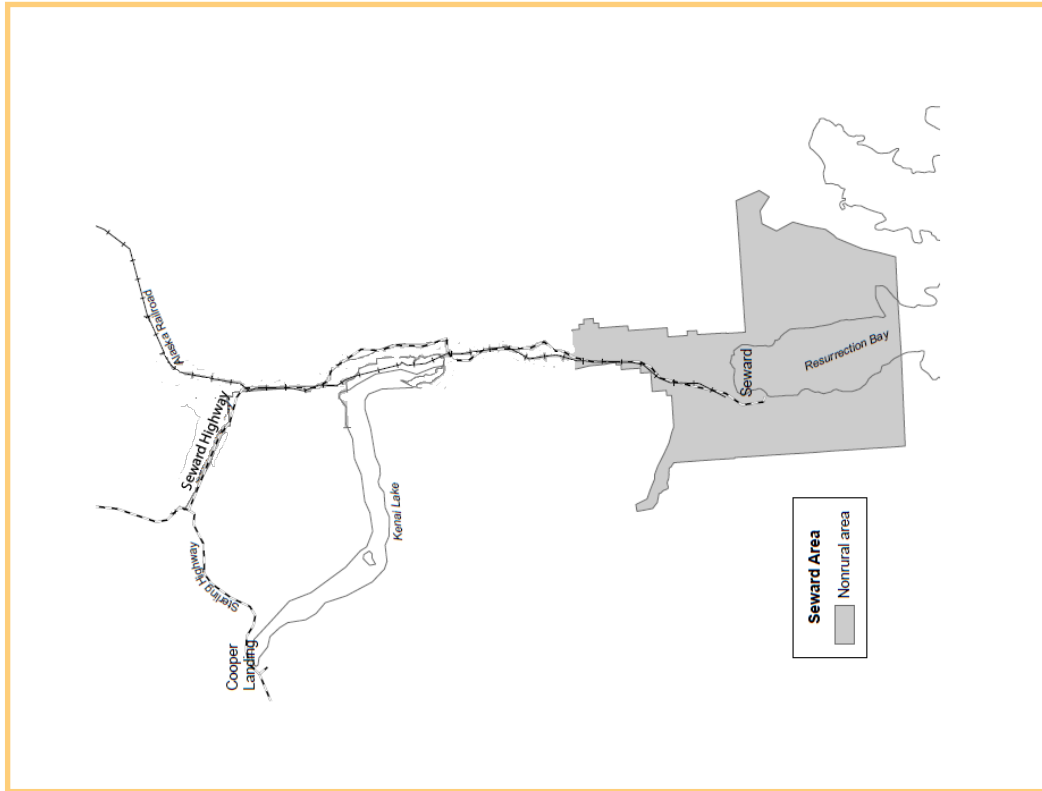 Alaska Railroad
Seward Highway
Sterling Highway
Cooper
Landing
Kenai Lake
Seward
Resurrection Bay
Seward Area
Nonrural area